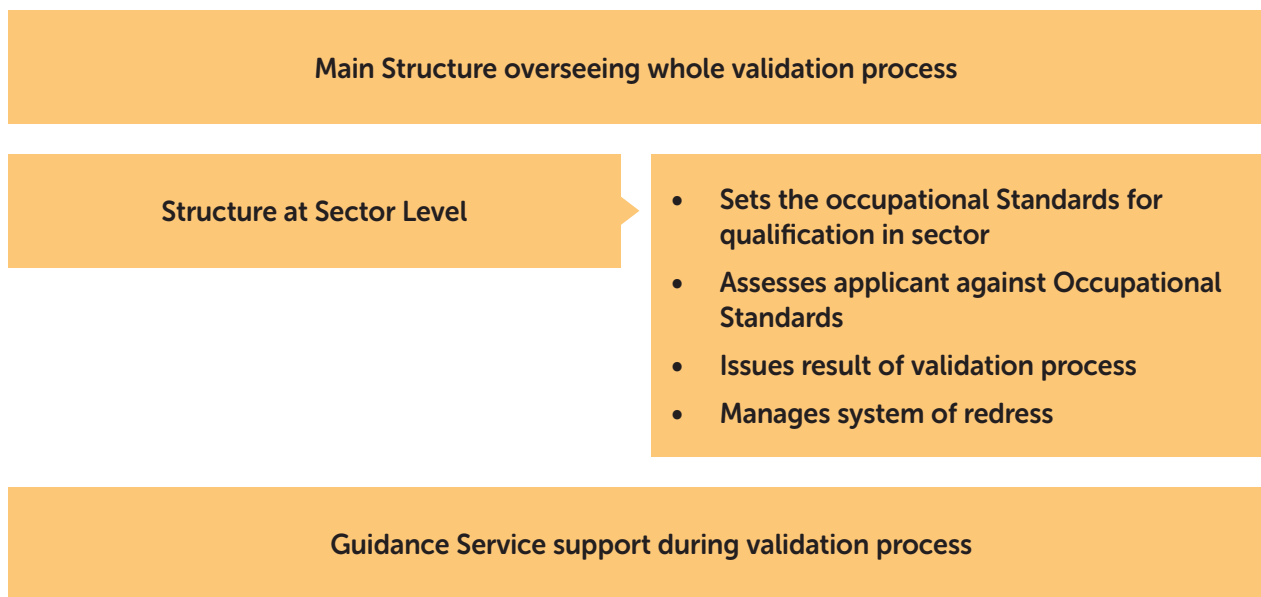 Main Structure overseeing whole validation process
Structure at Sector Level
• Sets the occupational Standards for
qualification in sector
• Assesses applicant against Occupational
Standards
• Issues result of validation process
• Manages system of redress
Guidance Service support during validation process